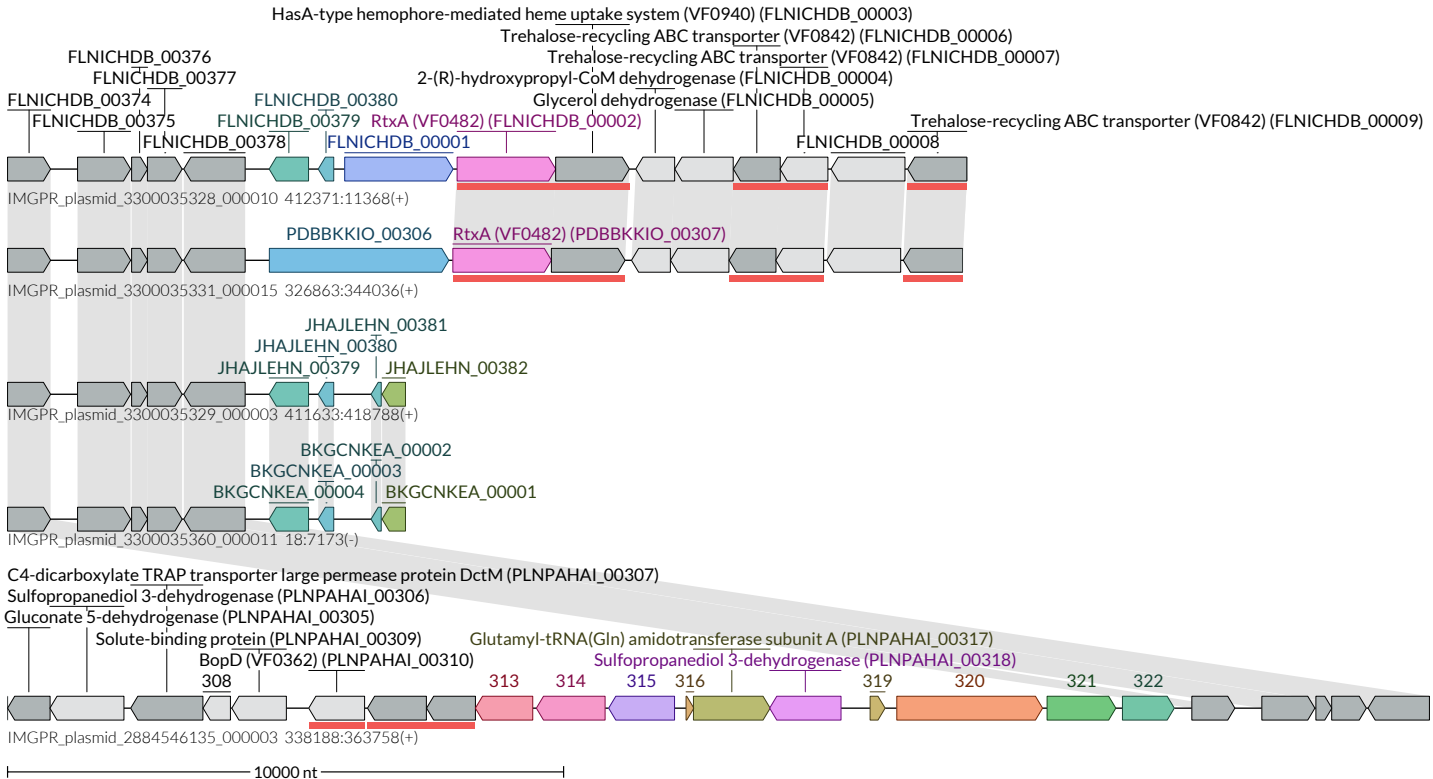 HasA-type hemophore-mediated heme uptake system (VF0940) (FLNICHDB_00003)
Trehalose-recycling ABC transporter (VF0842) (FLNICHDB_00006)
FLNICHDB_00376
Trehalose-recycling ABC transporter (VF0842) (FLNICHDB_00007)
FLNICHDB_00377
2-(R)-hydroxypropyl-CoM dehydrogenase (FLNICHDB_00004)
FLNICHDB_00374
FLNICHDB_00380
Glycerol dehydrogenase (FLNICHDB_00005)
FLNICHDB_00375
FLNICHDB_00379
RtxA (VF0482) (FLNICHDB_00002)
Trehalose-recycling ABC transporter (VF0842) (FLNICHDB_00009)
FLNICHDB_00378
FLNICHDB_00001
FLNICHDB_00008
IMGPR_plasmid_3300035328_000010 412371:11368(+)
PDBBKKIO_00306
RtxA (VF0482) (PDBBKKIO_00307)
IMGPR_plasmid_3300035331_000015 326863:344036(+)
JHAJLEHN_00381
JHAJLEHN_00380
JHAJLEHN_00379
JHAJLEHN_00382
IMGPR_plasmid_3300035329_000003 411633:418788(+)
BKGCNKEA_00002
BKGCNKEA_00003
BKGCNKEA_00004
BKGCNKEA_00001
IMGPR_plasmid_3300035360_000011 18:7173(-)
C4-dicarboxylate TRAP transporter large permease protein DctM (PLNPAHAI_00307)
Sulfopropanediol 3-dehydrogenase (PLNPAHAI_00306)
Gluconate 5-dehydrogenase (PLNPAHAI_00305)
Solute-binding protein (PLNPAHAI_00309)
Glutamyl-tRNA(Gln) amidotransferase subunit A (PLNPAHAI_00317)
BopD (VF0362) (PLNPAHAI_00310)
Sulfopropanediol 3-dehydrogenase (PLNPAHAI_00318)
308
313
314
315
316
319
320
321
322
IMGPR_plasmid_2884546135_000003 338188:363758(+)
10000 nt